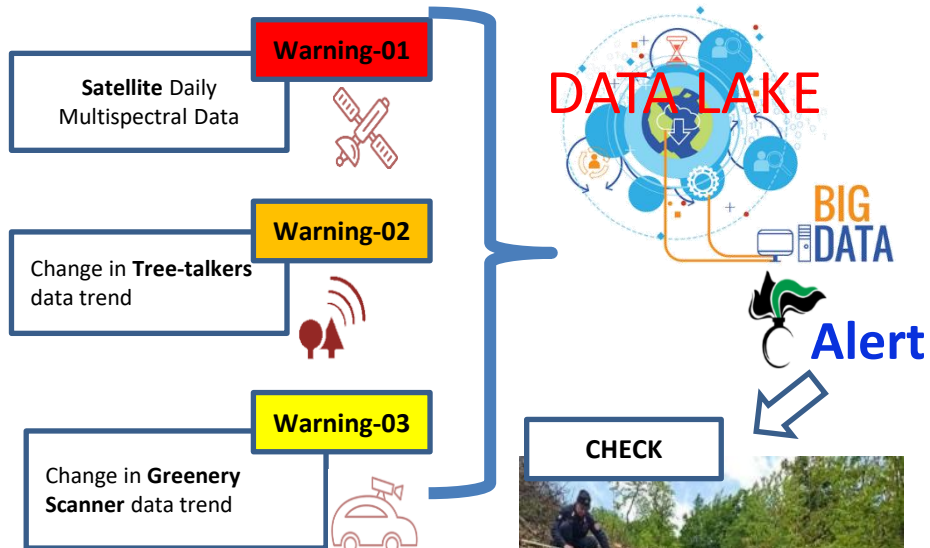 Warning-01
Satellite Daily
Multispectral Data
Warning-02
Change in Tree-talkers
data trend
Warning-03
Change in Greenery
Scanner data trend
DATA LAKE
BIG
DATA
Alert
CHECK